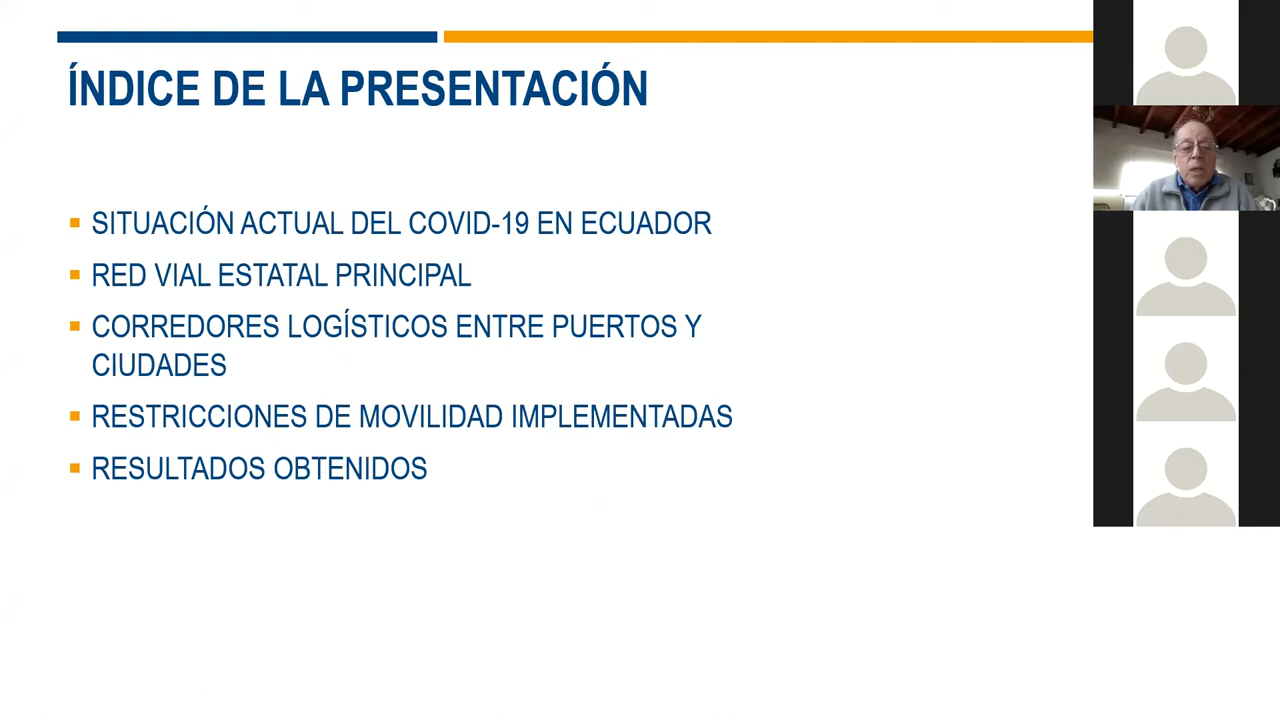 ÍNDICE DE LA PRESENTACIÓN
SITUACIÓN ACTUAL DEL COVID-19 EN ECUADOR
RED VIAL ESTATAL PRINCIPAL
CORREDORES LOGÍSTICOS ENTRE PUERTOS Y
CIUDADES
RESTRICCIONES DE MOVILIDAD IMPLEMENTADAS
RESULTADOS OBTENIDOS